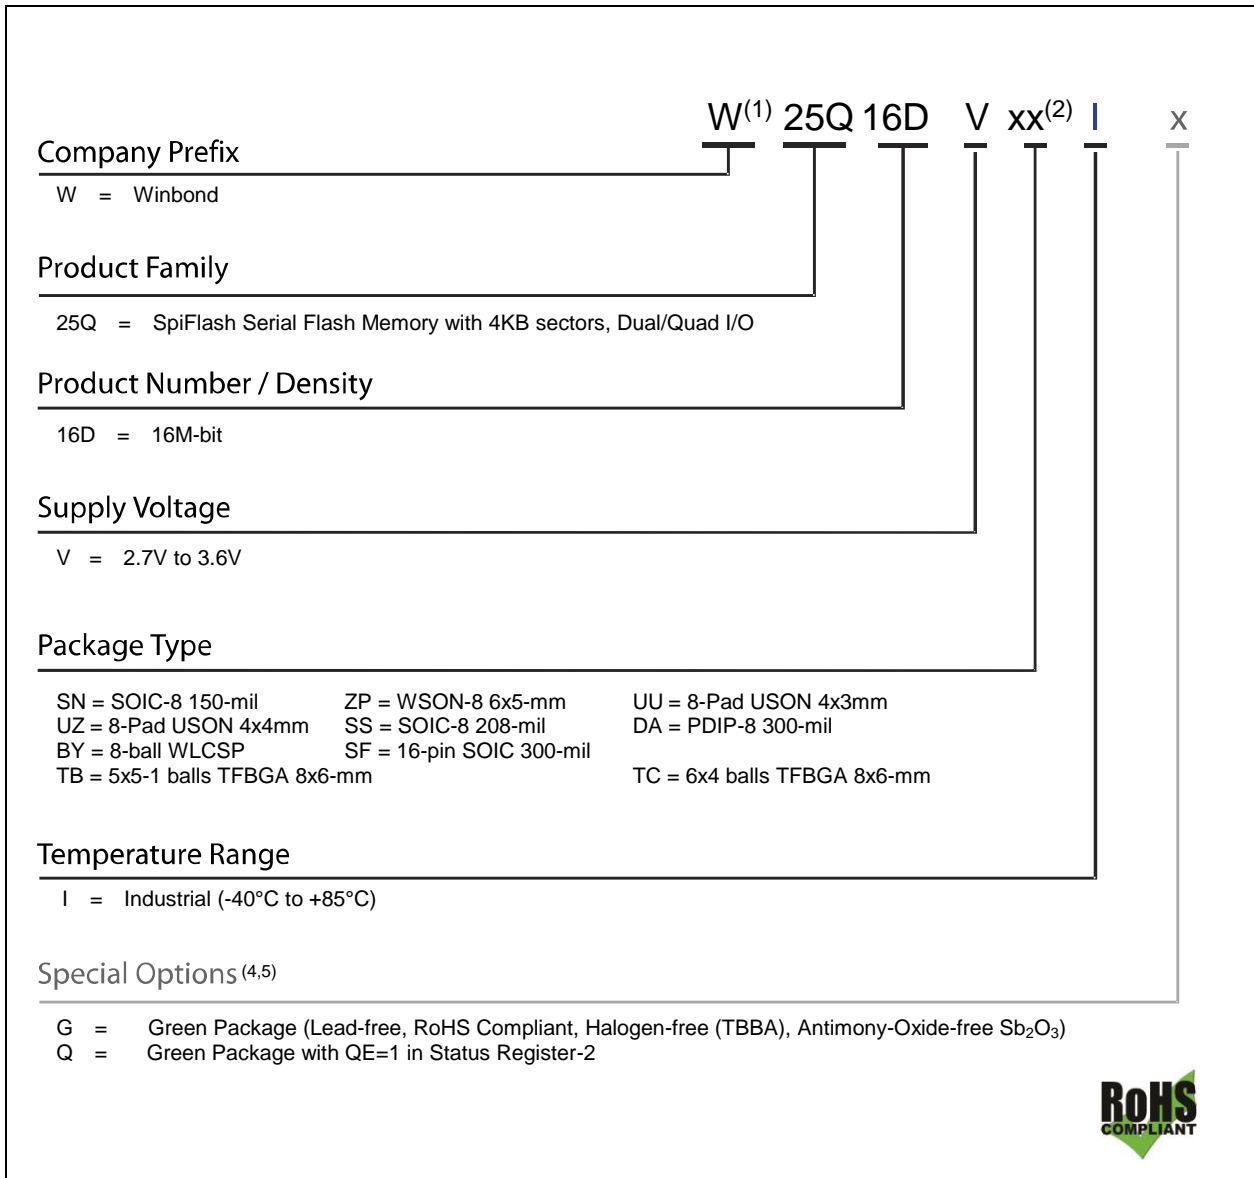 W(1) 25Q 16D V xx(2) I x
Company Prefix
W = Winbond
Product Family
25Q = SpiFlash Serial Flash Memory with 4KB sectors, Dual/Quad I/O
Product Number / Density
16D = 16M-bit
Supply Voltage
V = 2.7V to 3.6V
Package Type
SN = SOIC-8 150-mil ZP = WSON-8 6x5-mm UU = 8-Pad USON 4x3mm
UZ = 8-Pad USON 4x4mm SS = SOIC-8 208-mil DA = PDIP-8 300-mil
BY = 8-ball WLCSP SF = 16-pin SOIC 300-mil
TB = 5x5-1 balls TFBGA 8x6-mm TC = 6x4 balls TFBGA 8x6-mm
Temperature Range
I = Industrial (-40°C to +85°C)
Special Options (4,5)
G = Green Package (Lead-free, RoHS Compliant, Halogen-free (TBBA), Antimony-Oxide-free Sb₂O₃)
Q = Green Package with QE=1 in Status Register-2
RoHS
COMPLIANT